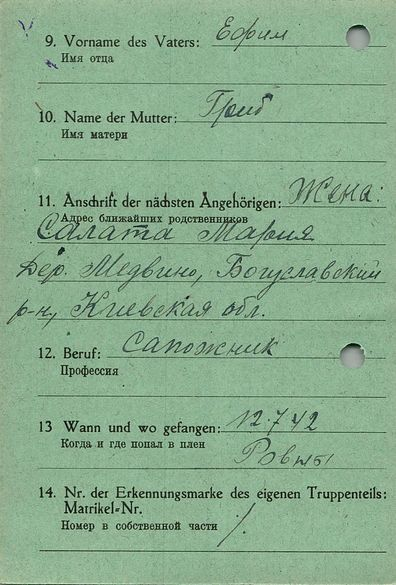 9. Vorname des Vaters: Ефим
Имя отца
10. Name der Mutter: Гриб
Имя матери
11. Anschrift der nächsten Angehörigen: Жена:
Адрес ближайших родственников
Салата Мария
дер. Медвино, Богуславский
р-н, Киевская обл.
12. Beruf: Сапожник
Профессия
13 Wann und wo gefangen: 12.7.42
Когда и где попал в плен
14. Nr. der Erkennungsmarke des eigenen Truppenteils:
Matrikel-Nr.
Номер в собственной части /.